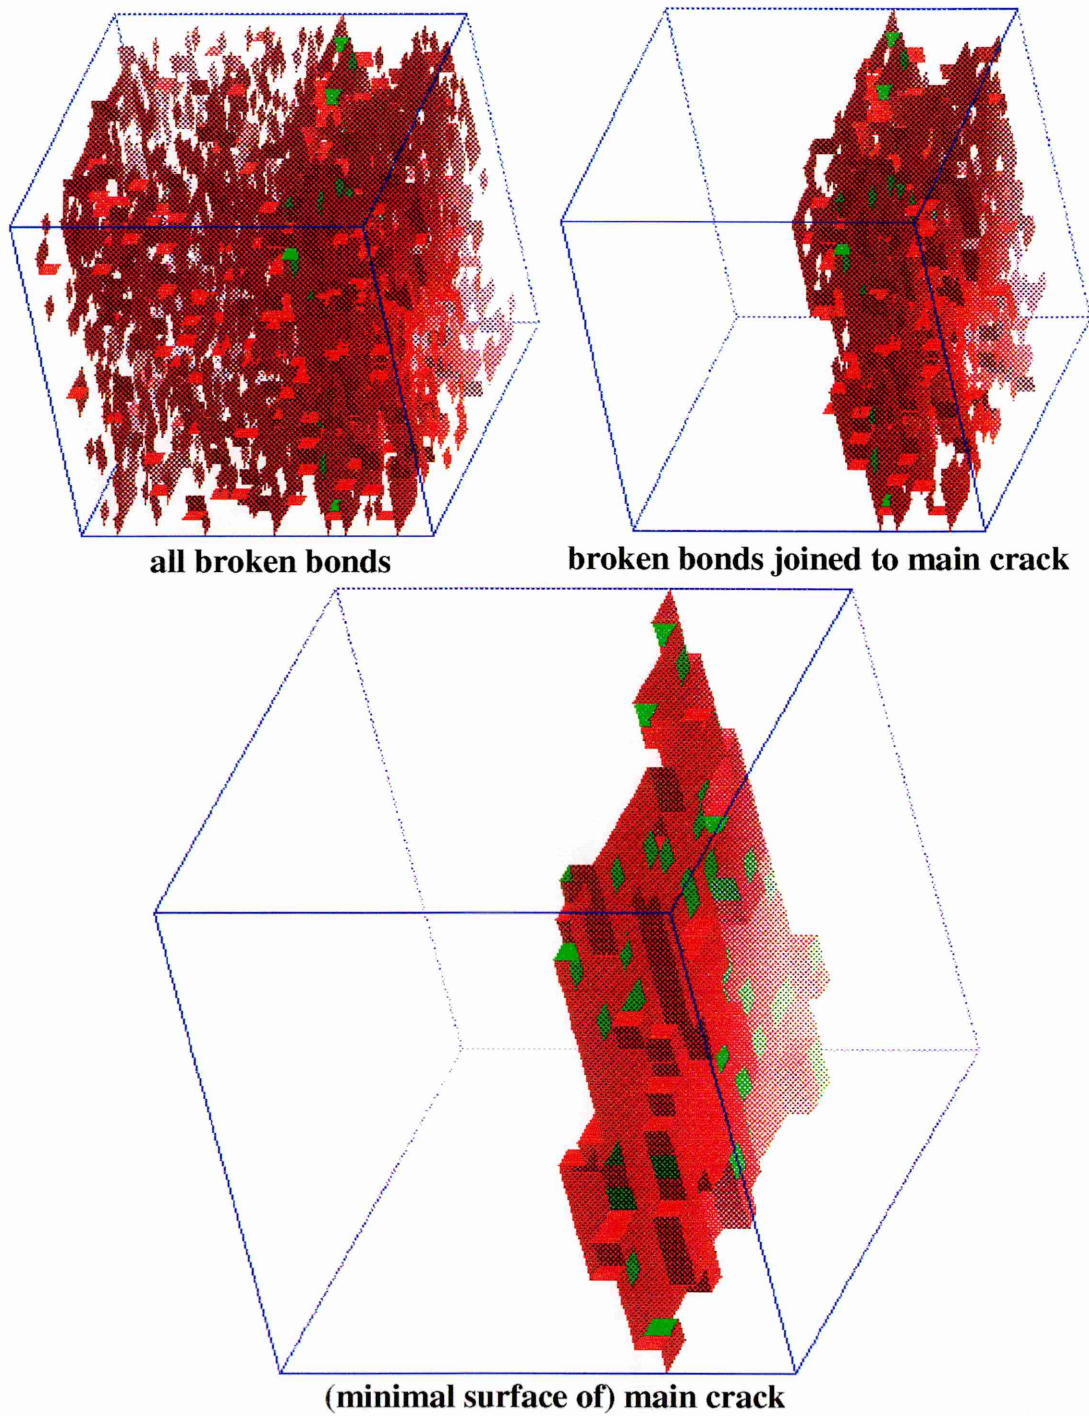 all broken bonds
broken bonds joined to main crack
(minimal surface of) main crack